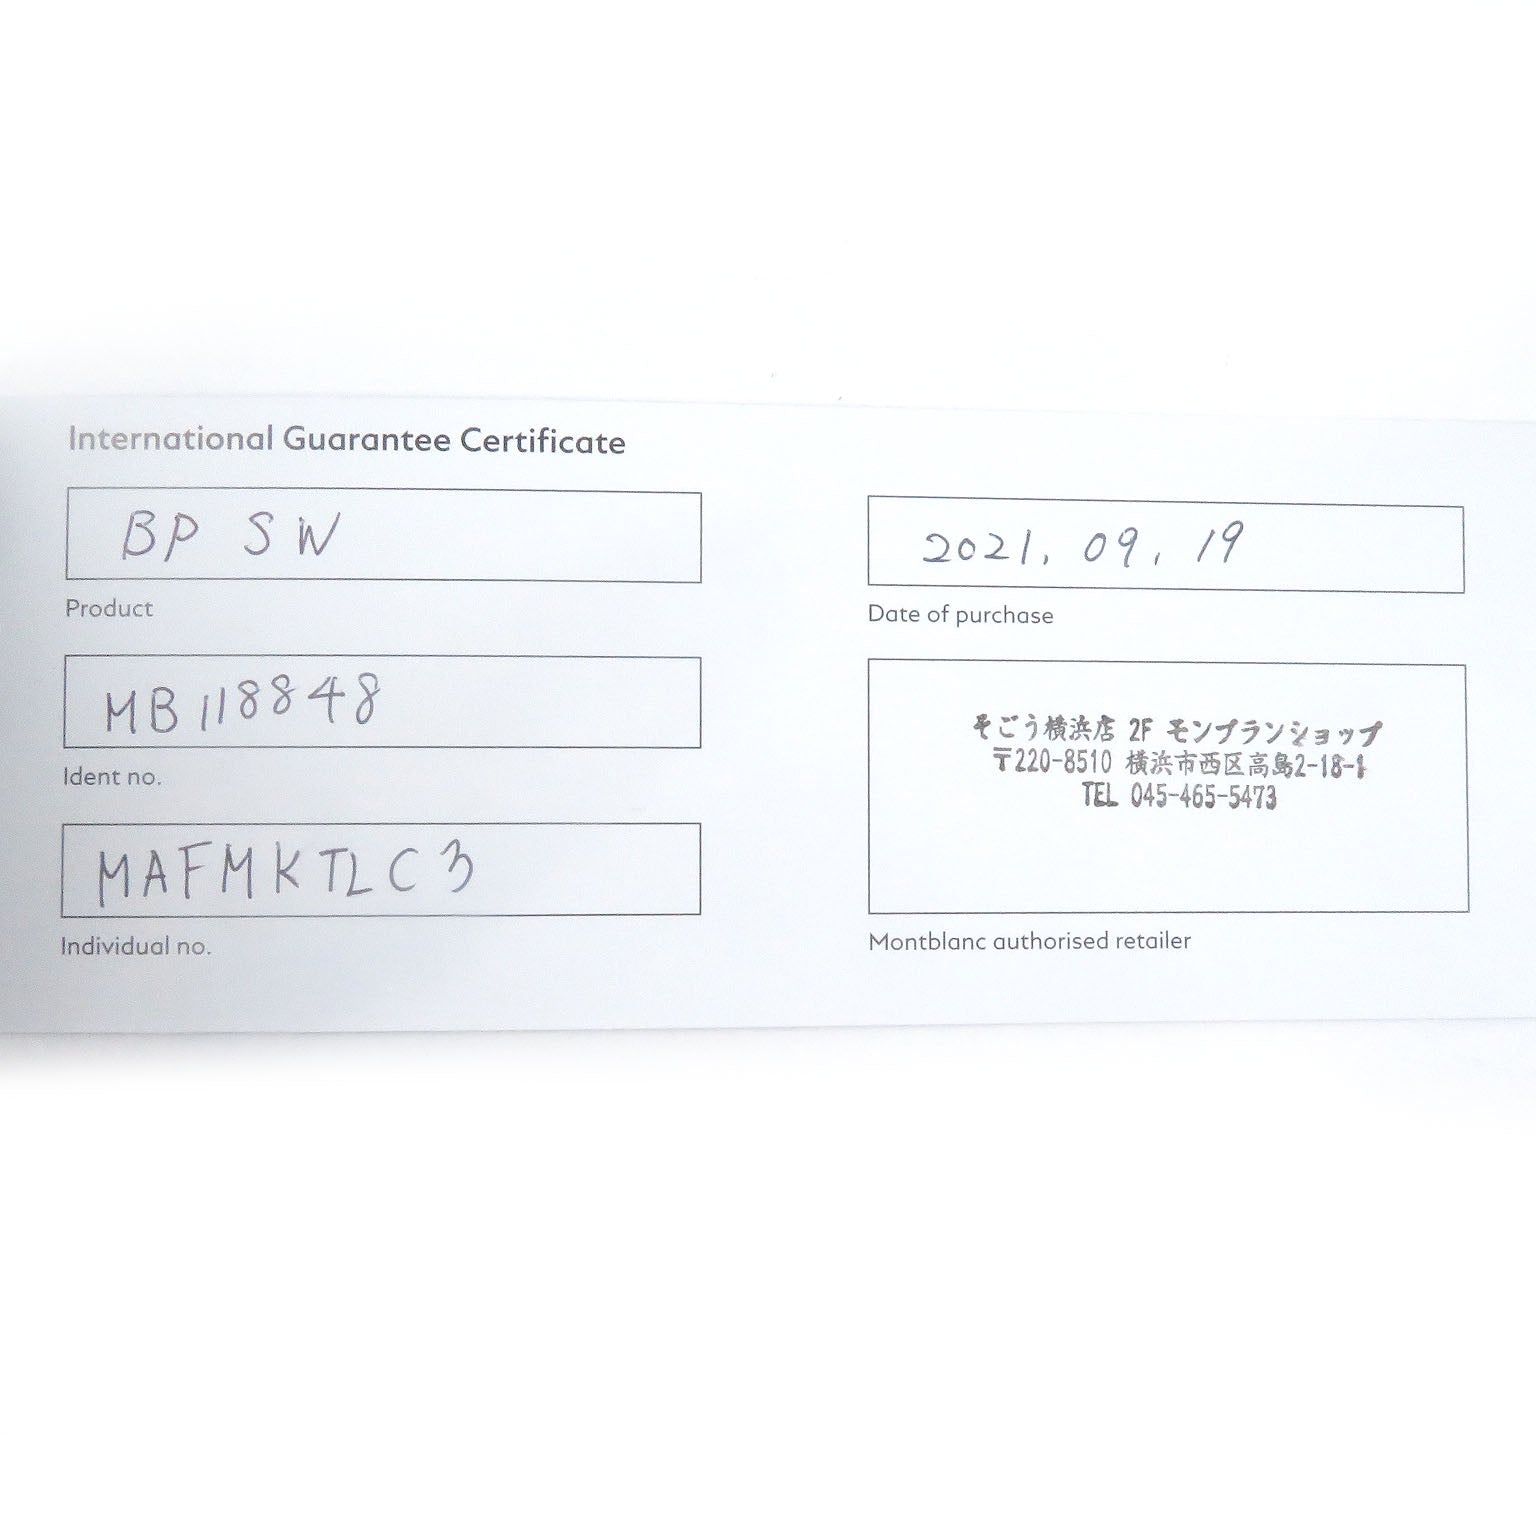 International Guarantee Certificate
BP SW
Product
MB118848
Ident no.
MAFMKTLC3
Individual no.
2021.09.19
Date of purchase
そごう横浜店 2F モンブランショップ
〒220-8510 横浜市西区高島2-18-1
TEL 045-465-5473
Montblanc authorised retailer